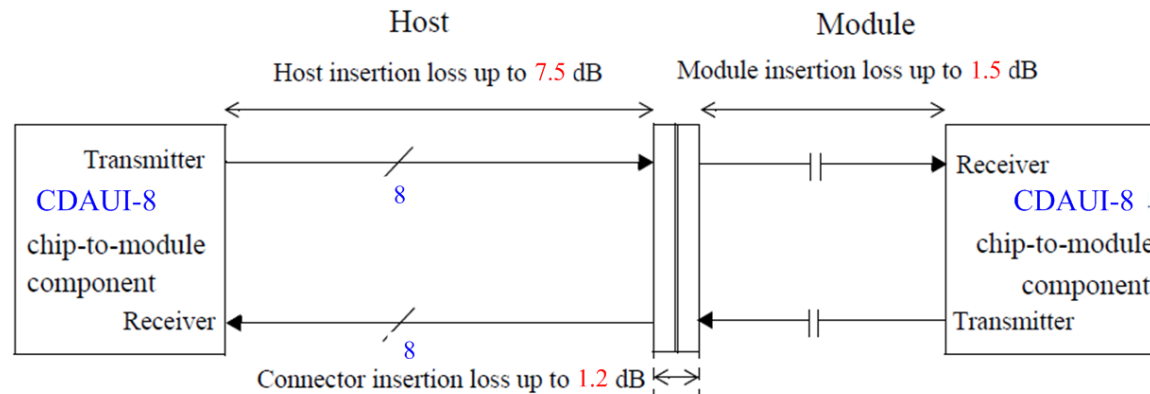 Host
Module
Host insertion loss up to 7.5 dB
Module insertion loss up to 1.5 dB
Transmitter
CDAUI-8
chip-to-module
component
Receiver
8
8
Receiver
CDAUI-8
chip-to-module
component
Transmitter
Connector insertion loss up to 1.2 dB